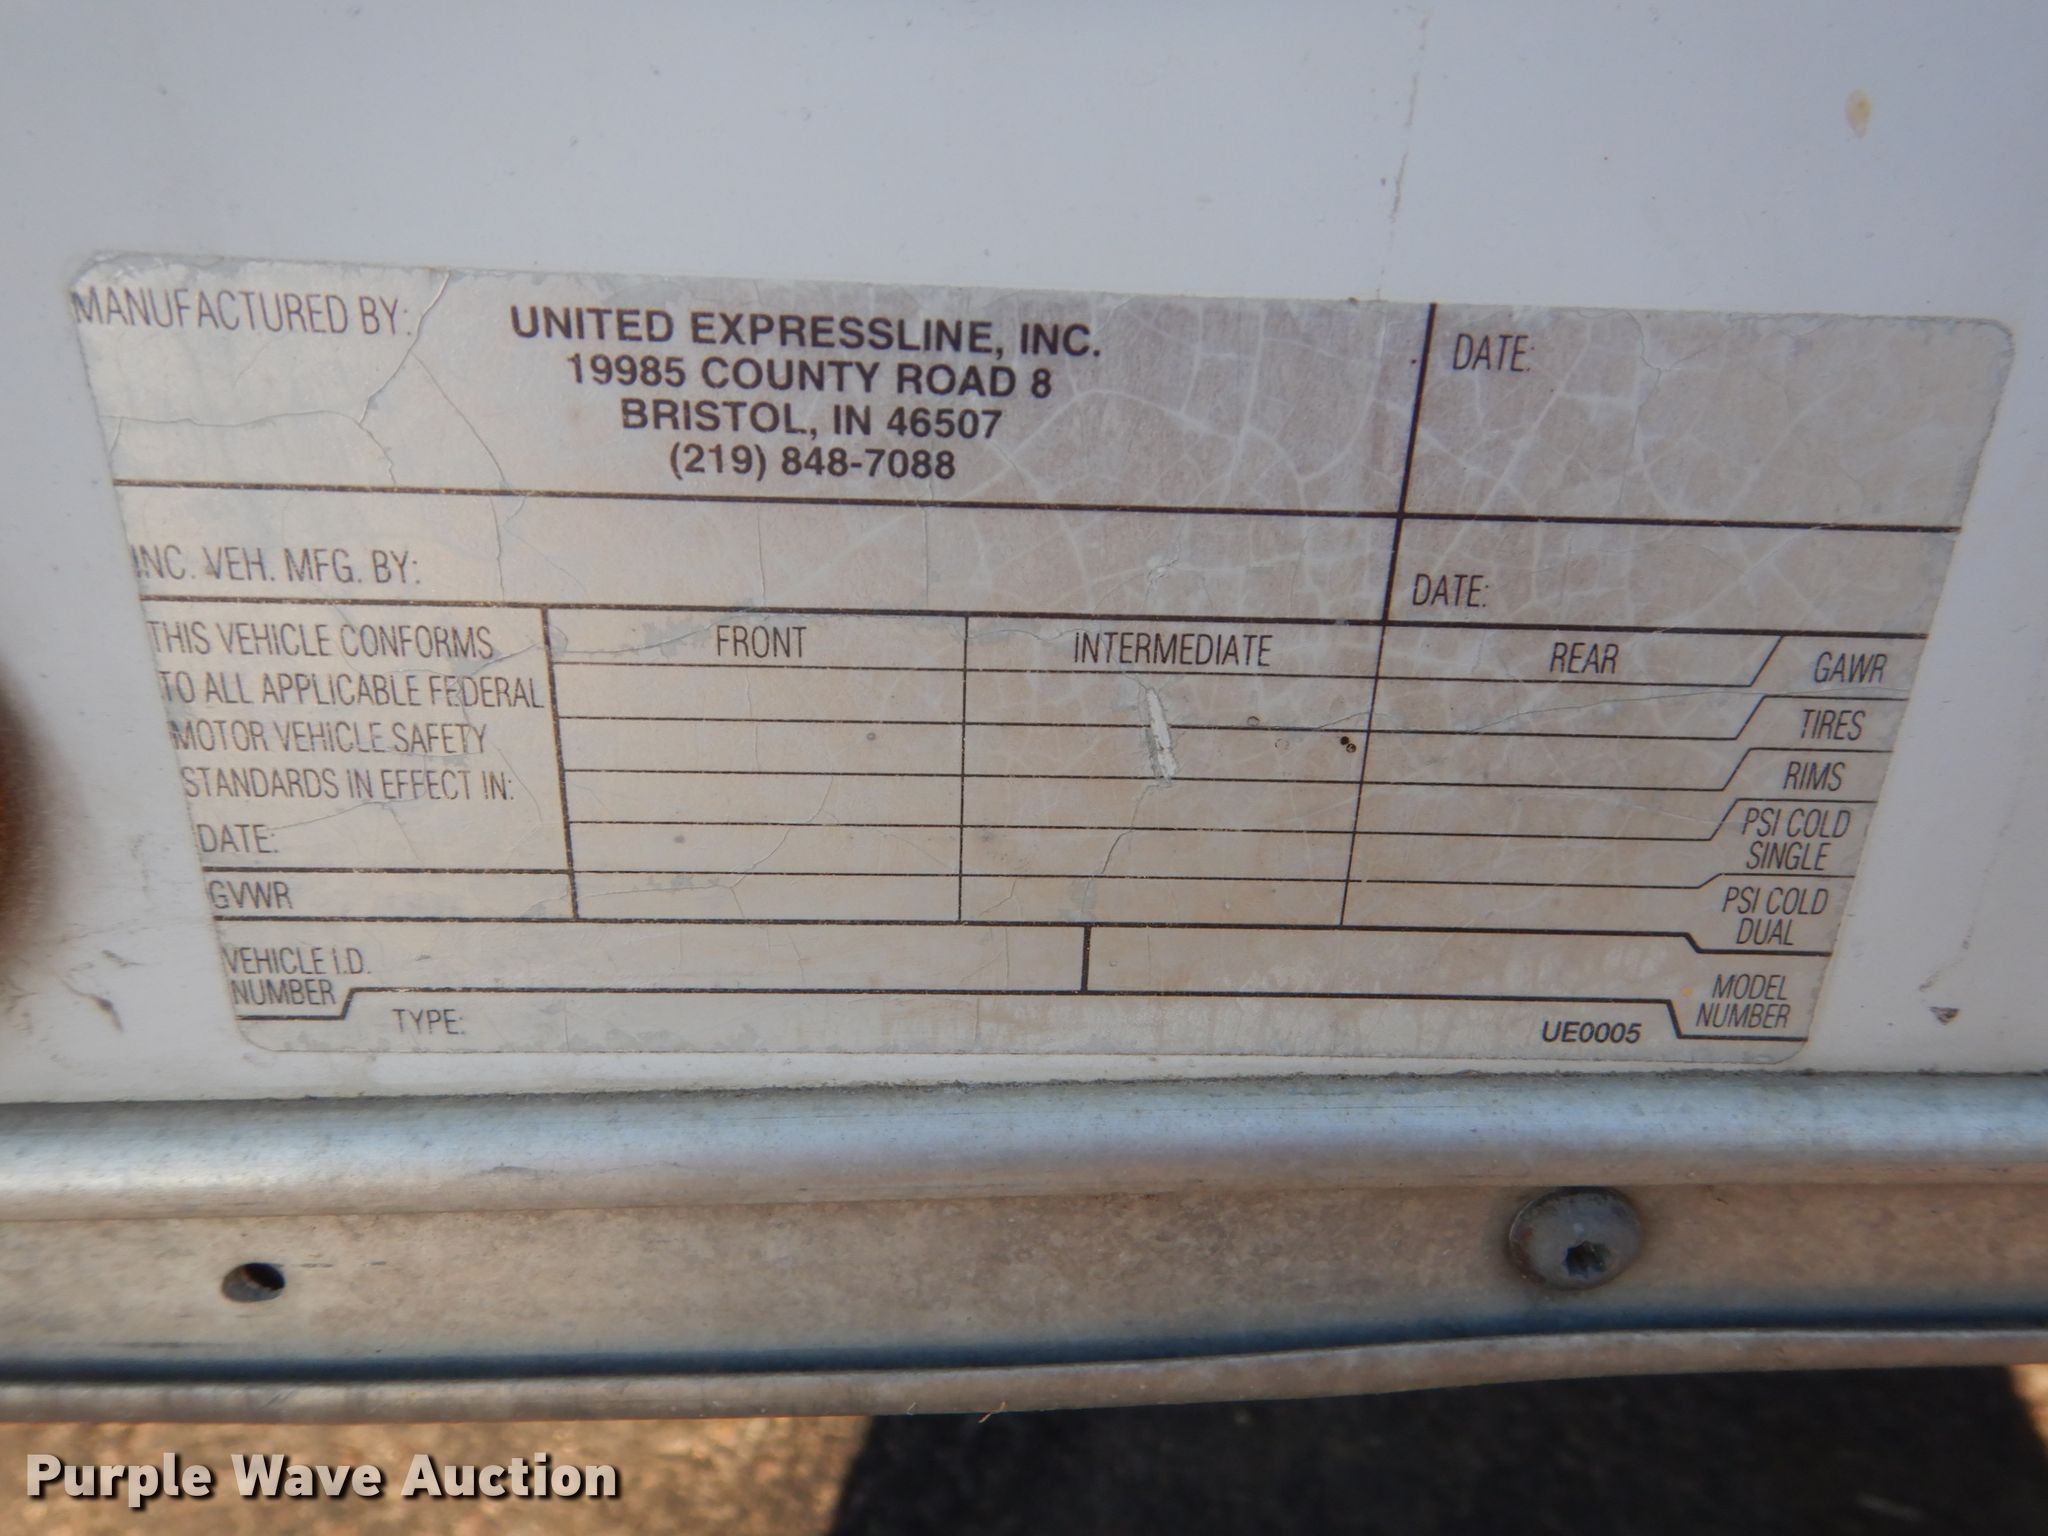 MANUFACTURED BY:
UNITED EXPRESSLINE, INC.
19985 COUNTY ROAD 8
BRISTOL, IN 46507
(219) 848-7088
DATE:
INC. VEH. MFG. BY:
DATE:
THIS VEHICLE CONFORMS
TO ALL APPLICABLE FEDERAL
MOTOR VEHICLE SAFETY
STANDARDS IN EFFECT IN:
DATE:
FRONT
INTERMEDIATE
REAR
GAWR
TIRES
RIMS
PSI COLD
SINGLE
PSI COLD
DUAL
GVWR
VEHICLE I.D.
NUMBER
MODEL
NUMBER
TYPE:
UE0005
Purple Wave Auction